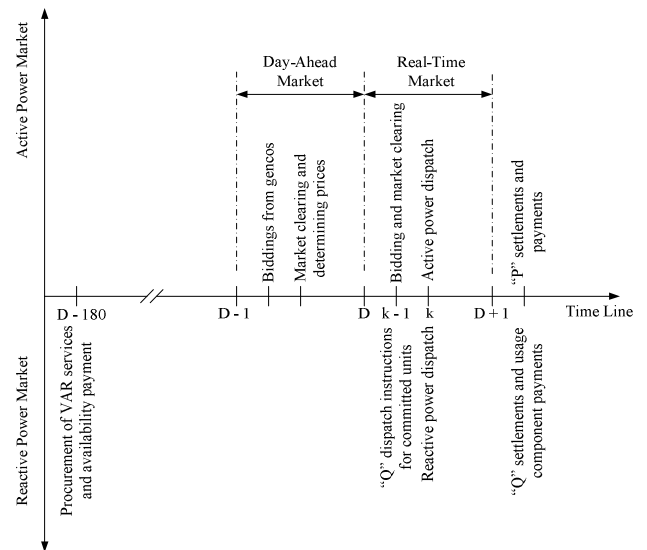 Active Power Market
Day-Ahead
Market
Real-Time
Market
Biddings from gencos
Market clearing and
determining prices
Bidding and market clearing
Active power dispatch
“P” settlements and
payments
D - 180
D - 1
D
k - 1
k
D + 1
Time Line
Reactive Power Market
Procurement of VAR services
and availability payment
“Q” dispatch instructions
for committed units
Reactive power dispatch
“Q” settlements and usage
component payments